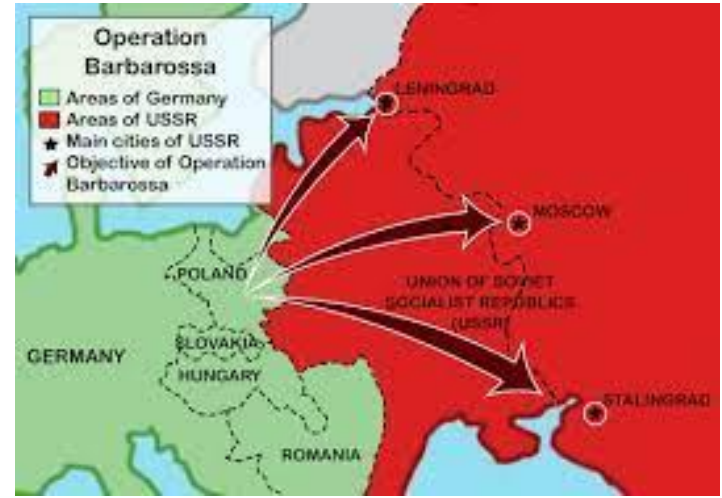 Operation
Barbarossa
Areas of Germany
Areas of USSR
Main cities of USSR
Objective of Operation
Barbarossa
LENINGRAD
MOSCOW
POLAND
UNION OF SOVIET
SOCIALIST REPUBLICS
(USSR)
SLOVAKIA
GERMANY
HUNGARY
STALINGRAD
ROMANIA